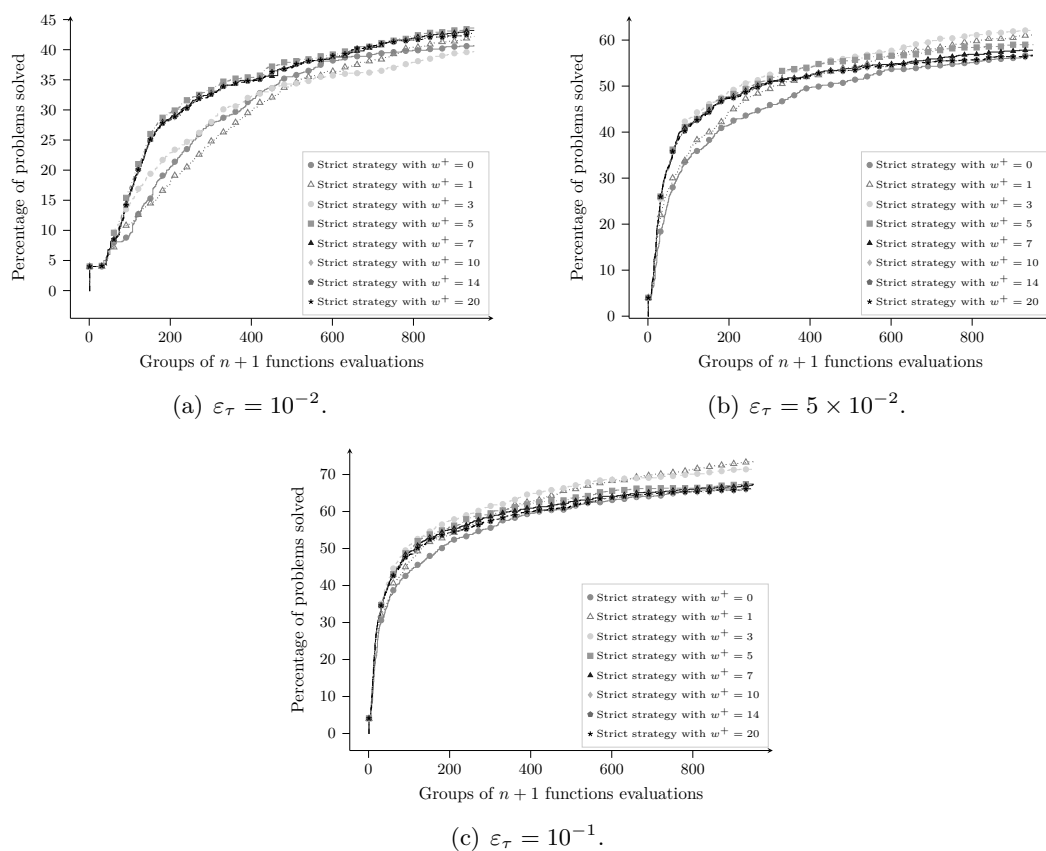 45
40
35
30
25
20
15
10
5
0
Percentage of problems solved
0 200 400 600 800
Groups of n + 1 functions evaluations
Strict strategy with w⁺ = 0
Strict strategy with w⁺ = 1
Strict strategy with w⁺ = 3
Strict strategy with w⁺ = 5
Strict strategy with w⁺ = 7
Strict strategy with w⁺ = 10
Strict strategy with w⁺ = 14
Strict strategy with w⁺ = 20
(a) ε_τ = 10⁻².
60
50
40
30
20
10
0
Percentage of problems solved
0 200 400 600 800
Groups of n + 1 functions evaluations
Strict strategy with w⁺ = 0
Strict strategy with w⁺ = 1
Strict strategy with w⁺ = 3
Strict strategy with w⁺ = 5
Strict strategy with w⁺ = 7
Strict strategy with w⁺ = 10
Strict strategy with w⁺ = 14
Strict strategy with w⁺ = 20
(b) ε_τ = 5 × 10⁻².
70
60
50
40
30
20
10
0
Percentage of problems solved
0 200 400 600 800
Groups of n + 1 functions evaluations
Strict strategy with w⁺ = 0
Strict strategy with w⁺ = 1
Strict strategy with w⁺ = 3
Strict strategy with w⁺ = 5
Strict strategy with w⁺ = 7
Strict strategy with w⁺ = 10
Strict strategy with w⁺ = 14
Strict strategy with w⁺ = 20
(c) ε_τ = 10⁻¹.